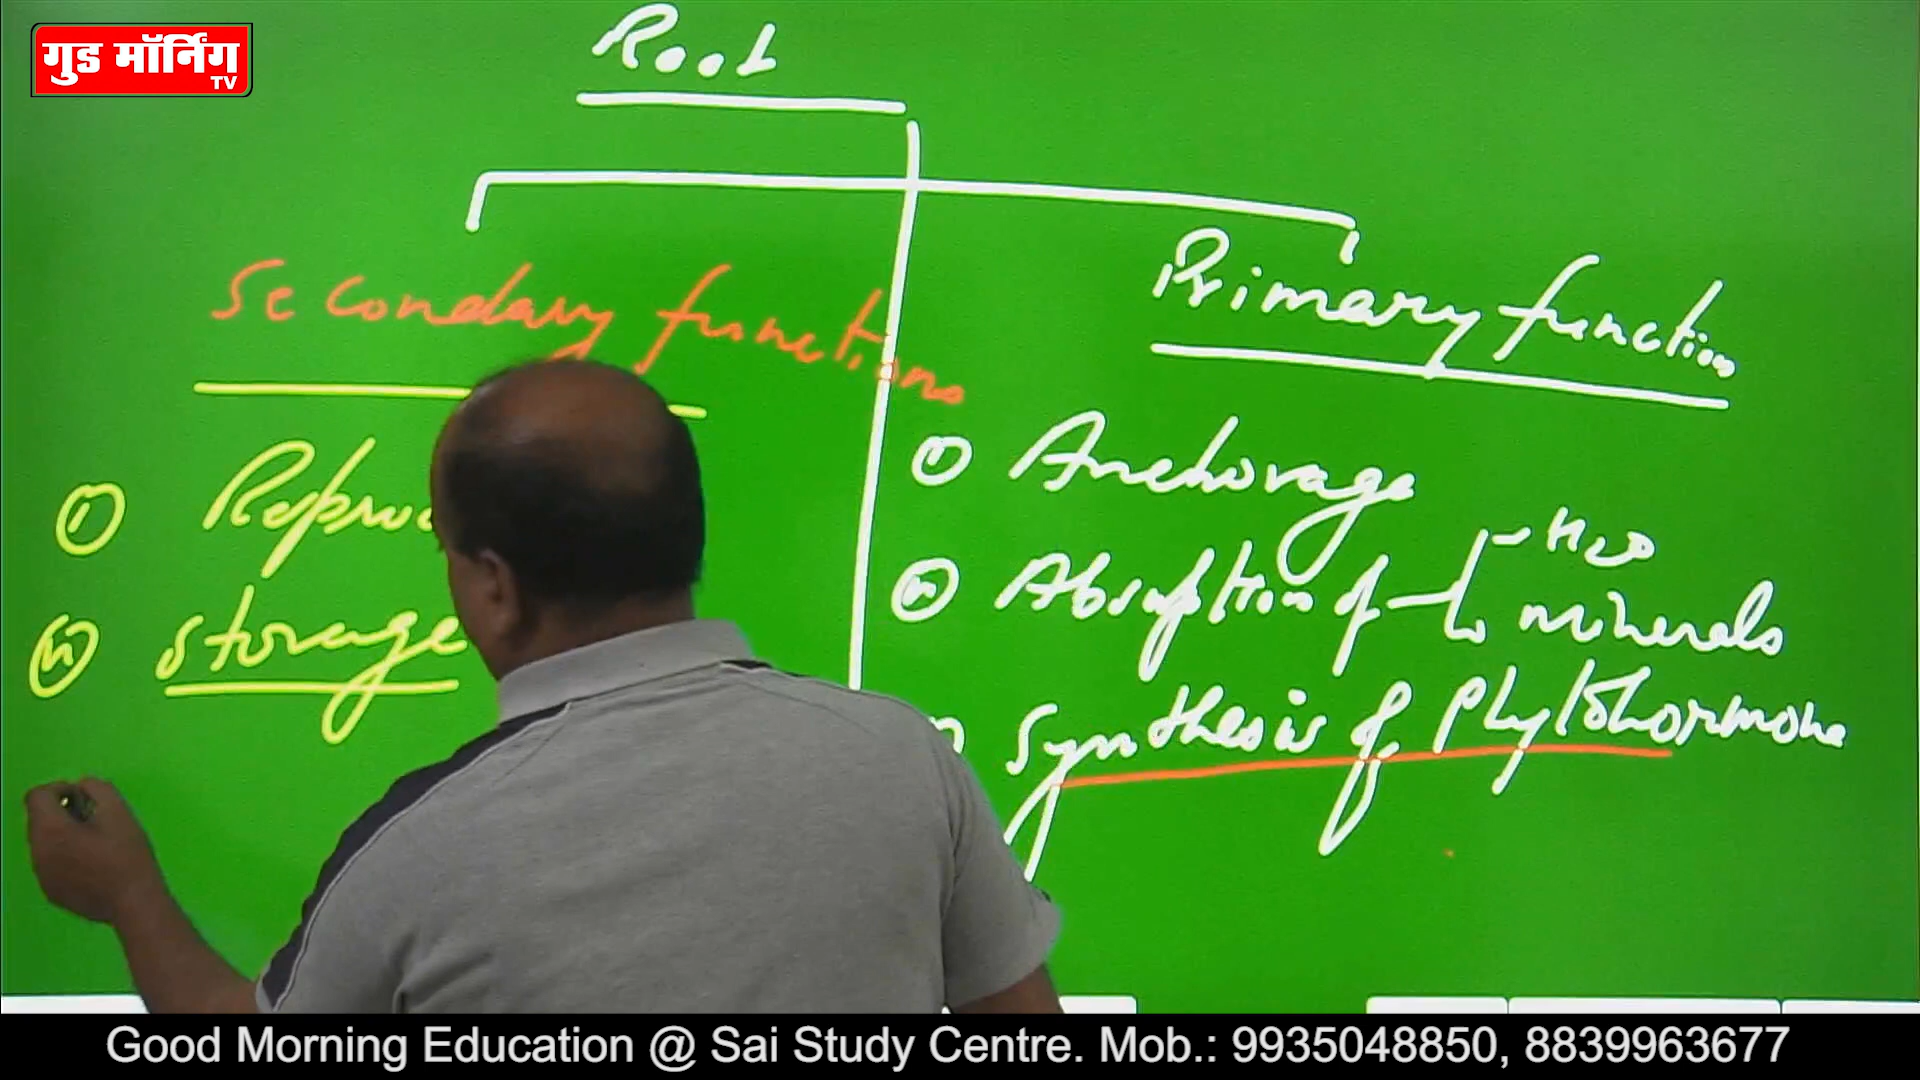 गुड मॉर्निंग
TV
Root
Secondary functions
Primary function
① Anchorage
① Reprod
② Absorption of H2O
minerals
② storage
Synthesis of Phytohormone
Good Morning Education @ Sai Study Centre. Mob.: 9935048850, 8839963677